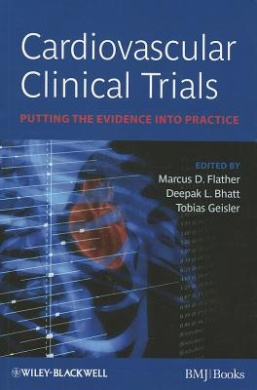 Cardiovascular
Clinical Trials
PUTTING THE EVIDENCE INTO PRACTICE
EDITED BY
Marcus D. Flather
Deepak L. Bhatt
Tobias Geisler
WILEY-BLACKWELL
BMJ|Books